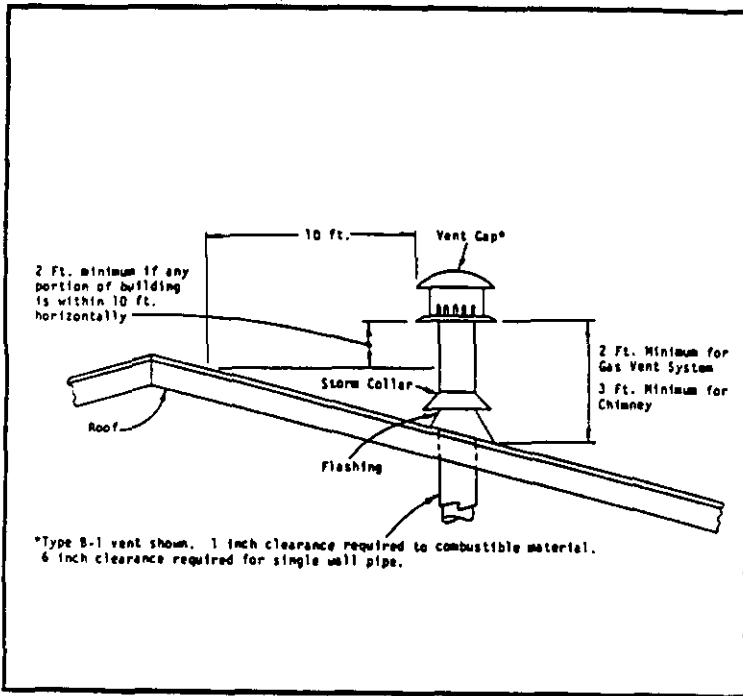 10 ft.
Vent Cap*
2 Ft. minimum if any
portion of building
is within 10 ft.
horizontally
2 Ft. Minimum for
Gas Vent System
3 Ft. Minimum for
Chimney
Storm Collar
Roof
Flashing
*Type B-1 vent shown. 1 inch clearance required to combustible material.
6 inch clearance required for single wall pipe.